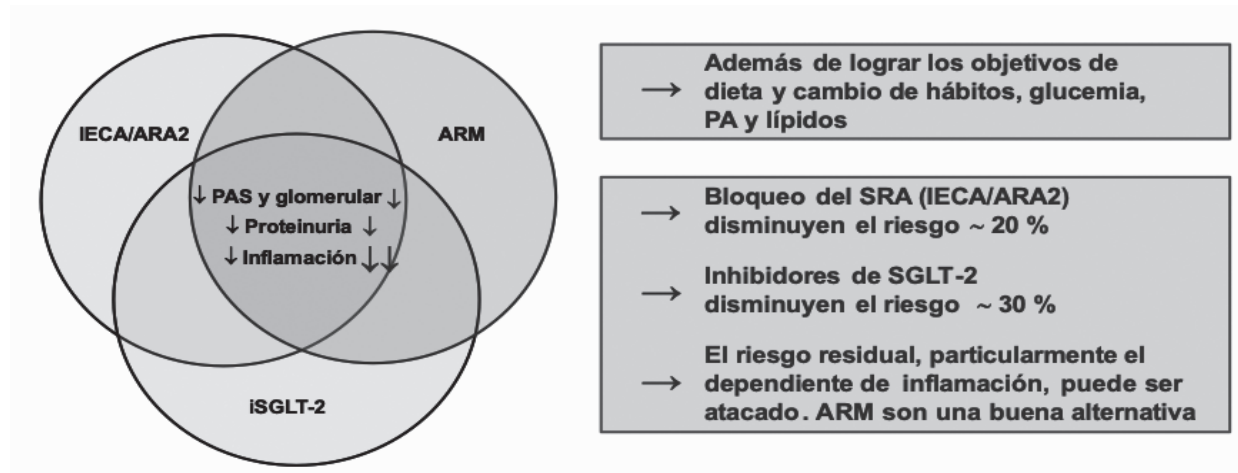 IECA/ARA2
ARM
↓ PAS y glomerular ↓
↓ Proteinuria ↓
↓ Inflamación ↓↓
iSGLT-2
→ Además de lograr los objetivos de
dieta y cambio de hábitos, glucemia,
PA y lípidos
→ Bloqueo del SRA (IECA/ARA2)
disminuyen el riesgo ~ 20 %
→ Inhibidores de SGLT-2
disminuyen el riesgo ~ 30 %
→ El riesgo residual, particularmente el
dependiente de inflamación, puede ser
atacado. ARM son una buena alternativa